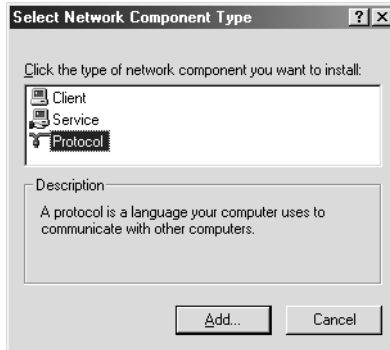 Select Network Component Type
Click the type of network component you want to install:
Client
Service
Protocol
Description
A protocol is a language your computer uses to
communicate with other computers.
Add...
Cancel